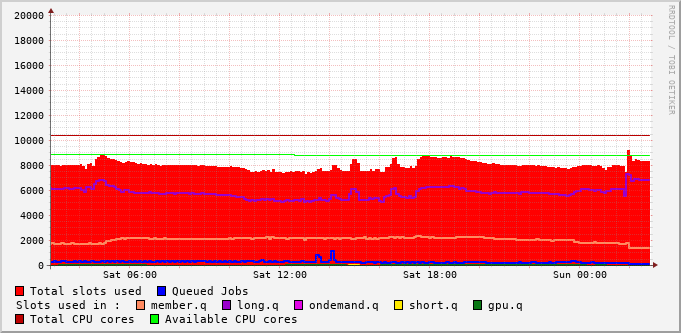 20000
18000
16000
14000
12000
10000
8000
6000
4000
2000
0
Sat 06:00 Sat 12:00 Sat 18:00 Sun 00:00
Total slots used Queued Jobs
Slots used in : member.q long.q ondemand.q short.q gpu.q
Total CPU cores Available CPU cores
RRDTOOL / TOBI OETIKER